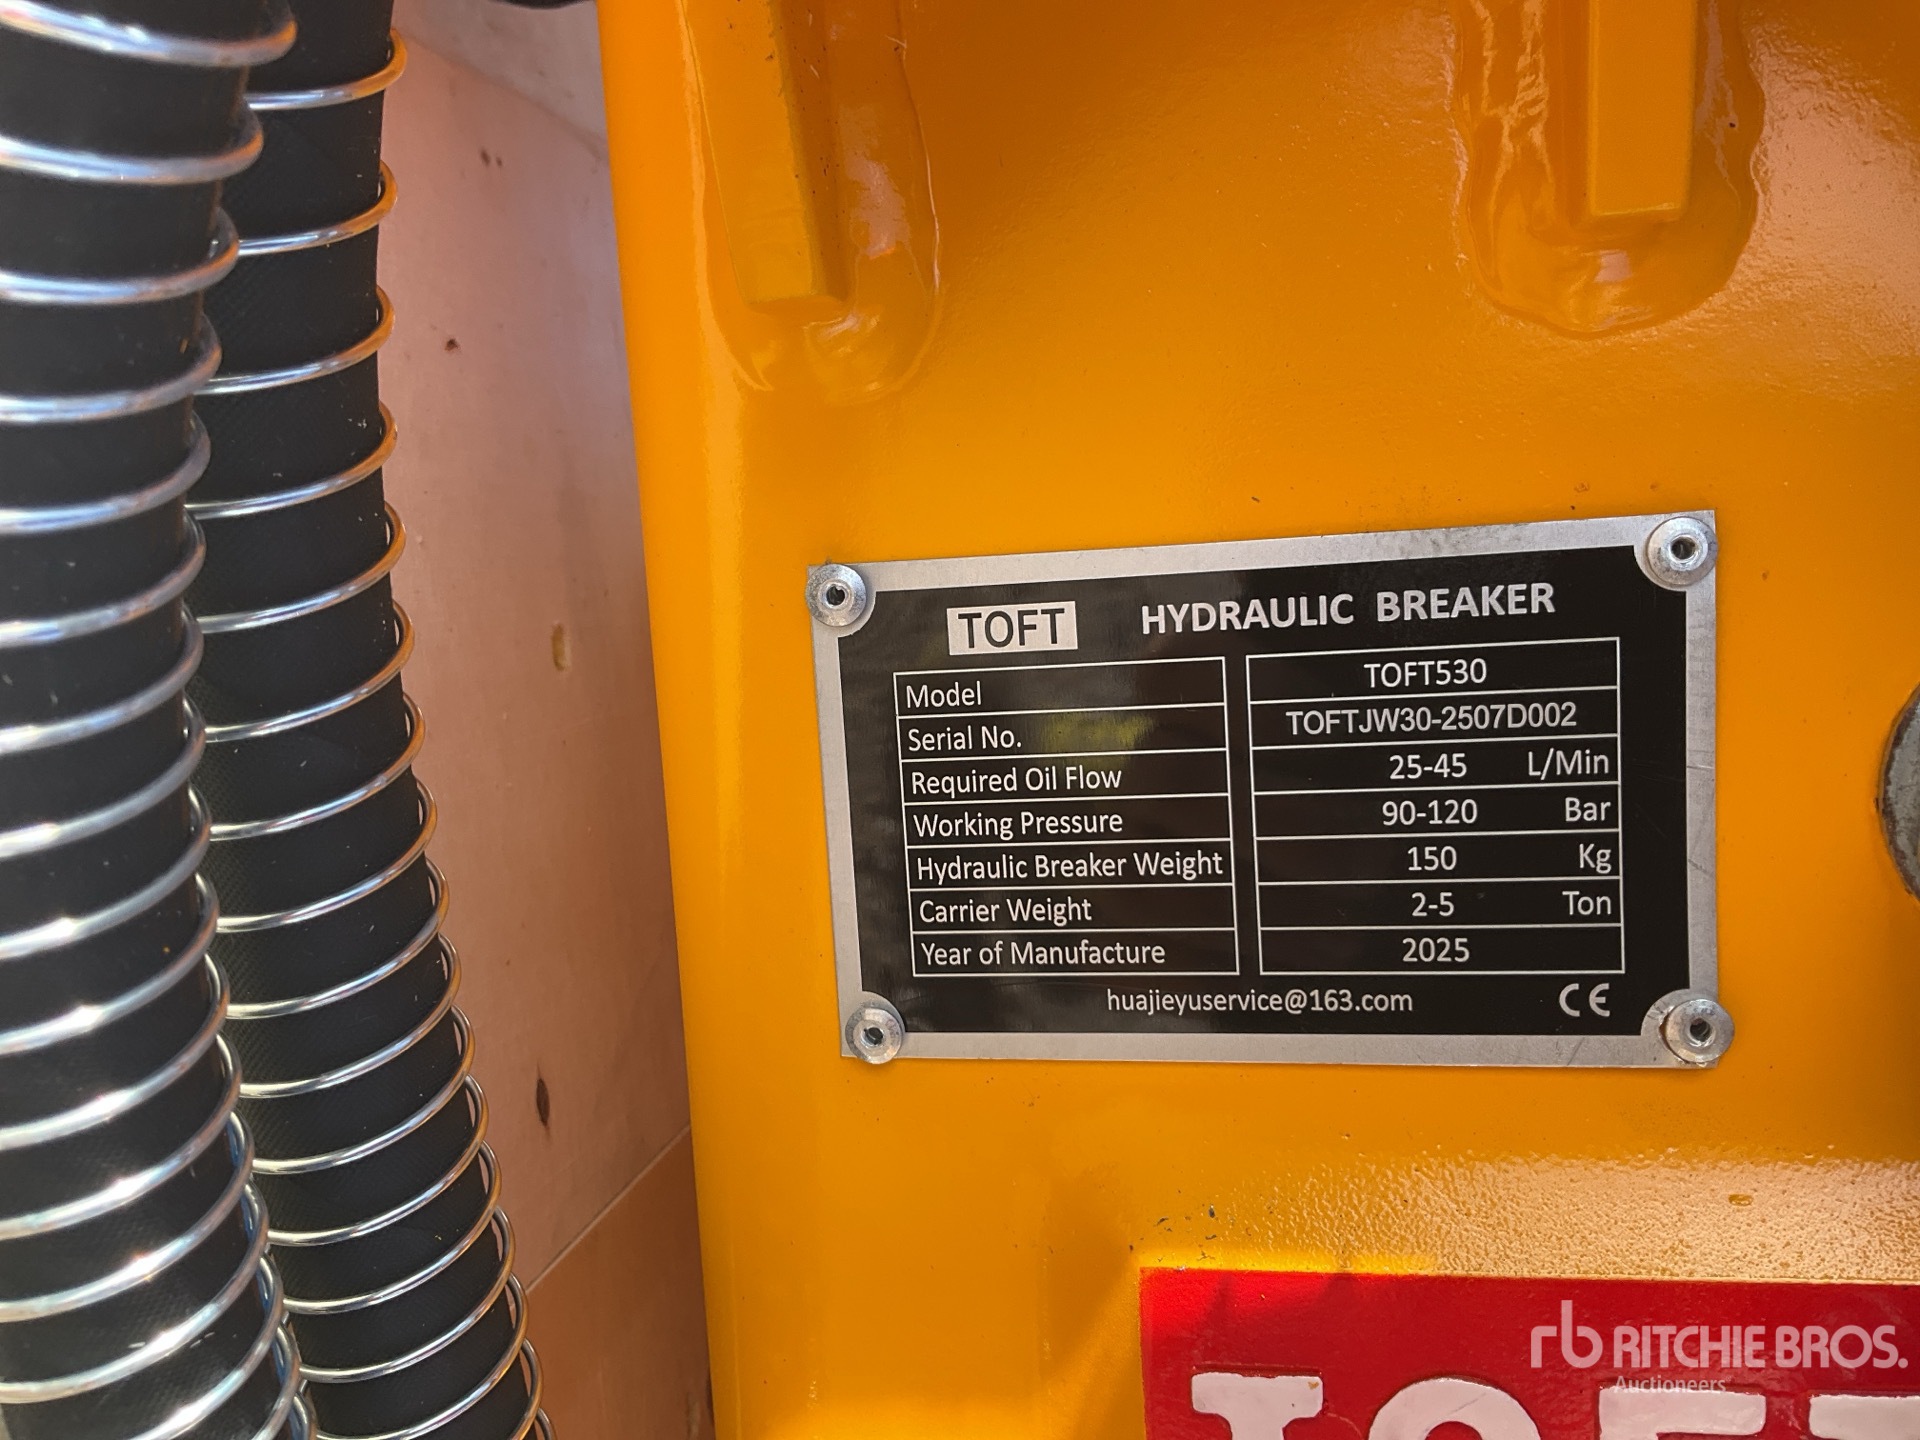 TOFT HYDRAULIC BREAKER
Model TOFT530
Serial No. TOFTJW30-2507D002
Required Oil Flow 25-45 L/Min
Working Pressure 90-120 Bar
Hydraulic Breaker Weight 150 Kg
Carrier Weight 2-5 Ton
Year of Manufacture 2025
huajieyuservice@163.com CE
rb RITCHIE BROS.
Auctioneers